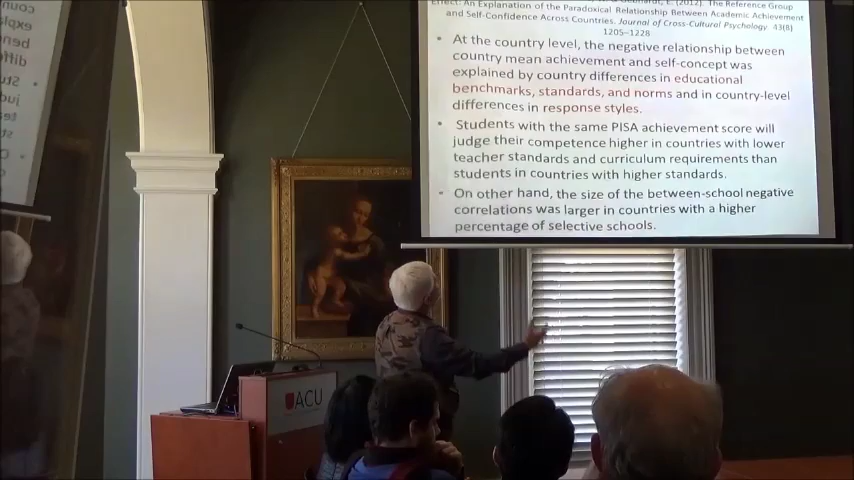 Effect: An Explanation of the Paradoxical Relationship Between Academic Achievement
and Self-Confidence Across Countries. Journal of Cross-Cultural Psychology 43(8)
1205–1228
• At the country level, the negative relationship between
country mean achievement and self-concept was
explained by country differences in educational
benchmarks, standards, and norms and in country-level
differences in response styles.
• Students with the same PISA achievement score will
judge their competence higher in countries with lower
teacher standards and curriculum requirements than
students in countries with higher standards.
• On other hand, the size of the between-school negative
correlations was larger in countries with a higher
percentage of selective schools.
ACU